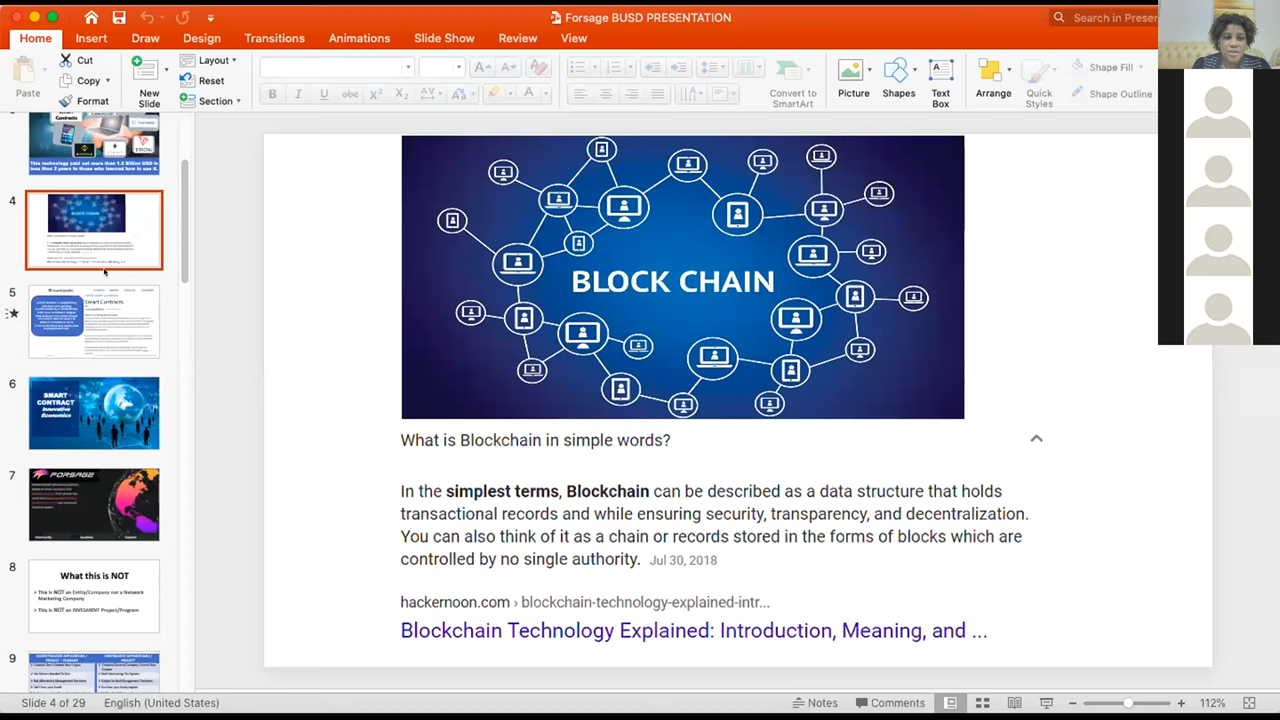 Forsage BUSD PRESENTATION
Search in Preser
Home Insert Draw Design Transitions Animations Slide Show Review View
Paste
Cut
Copy
Format
New Slide
Layout
Reset
Section
B I U abc
Convert to SmartArt
Picture
Shapes
Text Box
Arrange
Quick Styles
Shape Fill
Shape Outline
Smart Contracts
TRON
This technology paid out more than 1.6 Billion USD in
less than 2 years to those who learned how to use it.
4
BLOCK CHAIN
5
Smart Contracts
6
SMART
CONTRACT
Innovative
Economics
7
FORSAGE
8
What this is NOT
This is NOT an Entity/Company nor a Network
Marketing Company
This is NOT an INVESMENT Project/Program
9
BLOCK CHAIN
What is Blockchain in simple words?
In the simplest terms, Blockchain can be described as a data structure that holds
transactional records and while ensuring security, transparency, and decentralization.
You can also think of it as a chain or records stored in the forms of blocks which are
controlled by no single authority. Jul 30, 2018
hackernoon.com › blockchain-technology-explained-intr...
Blockchain Technology Explained: Introduction, Meaning, and ...
Slide 4 of 29
English (United States)
Notes
Comments
112%